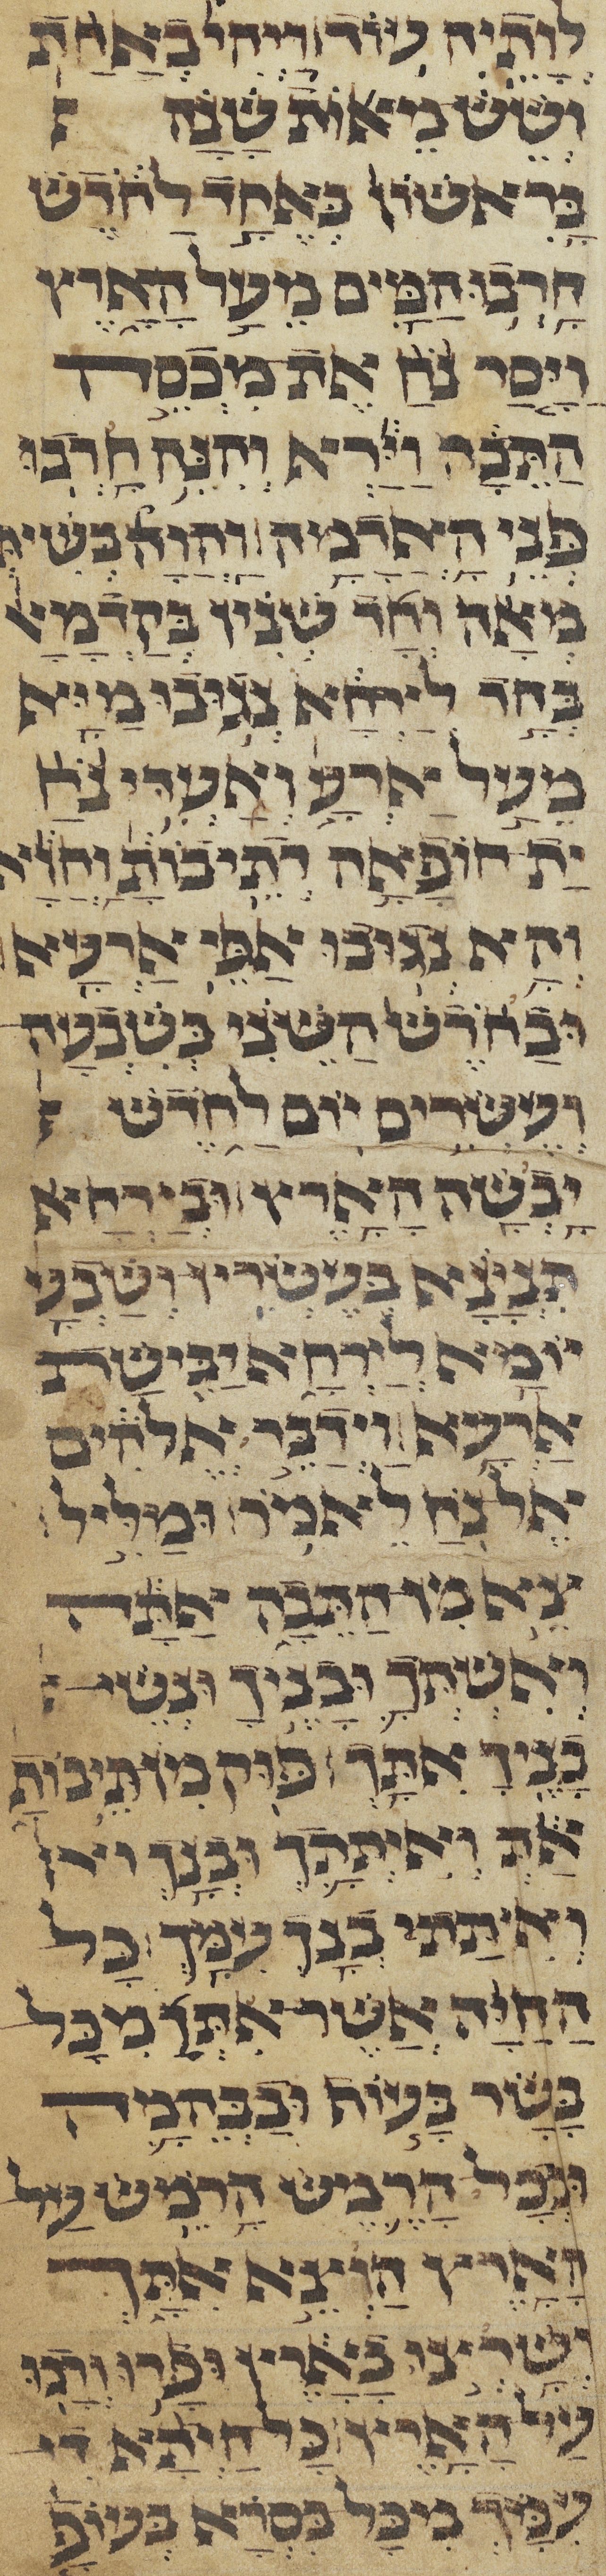 לותיה עוד ויהי באחת
ושש מאות שנה
בראשון באחד לחדש
חרבו המים מעל הארץ
ויסר נח את מכסה
התבה וירא והנה חרבו
פני האדמה והוה בשית
מאה וחד שנין בקדמאי
בחד לירחא נגובו מיא
מעל ארעא ואעדי נח
ית חופאה דתיבותא וחזא
והא נגובו אפי ארעא
ובחדש השני בשבעה
ועשרים יום לחדש
יבשה הארץ ובירחא
תנינא בעשרין ושבע
יומא לירחא יבישת
ארעא וידבר אלהים
אל נח לאמר ומליל
צא מן התבה אתה
ואשתך ובניך ונשי
בניך אתך פוק מן תיבותא
את ואיתתך ובנך
ואיתתי בנך עמך כל
החיה אשר אתך מכל
בשר בעוף ובבהמה
ובכל הרמש הרמש על
הארץ הוצא אתך
ושרצו בארץ ופרו ורבו
על הארץ כל חיתא די
עמך מכל בסרא בעופא